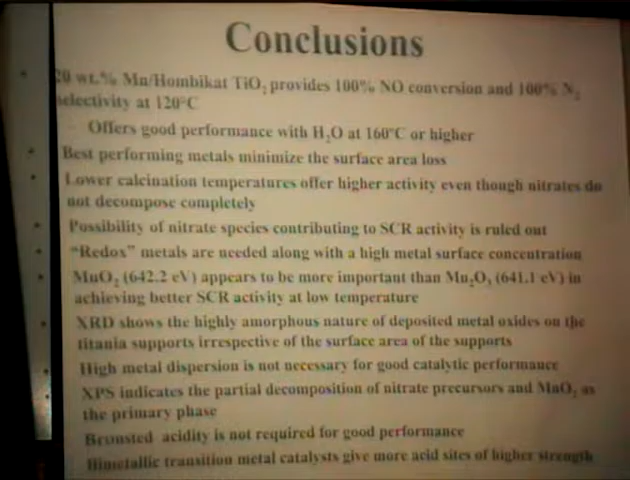 Conclusions
20 wt.% Mn/Hombikat TiO₂ provides 100% NO conversion and 100% N₂
selectivity at 120°C
Offers good performance with H₂O at 160°C or higher
• Best performing metals minimize the surface area loss
• Lower calcination temperatures offer higher activity even though nitrates do
not decompose completely
• Possibility of nitrate species contributing to SCR activity is ruled out
• “Redox” metals are needed along with a high metal surface concentration
• MnO₂ (642.2 eV) appears to be more important than Mn₂O₃ (641.1 eV) in
achieving better SCR activity at low temperature
• XRD shows the highly amorphous nature of deposited metal oxides on the
titania supports irrespective of the surface area of the supports
• High metal dispersion is not necessary for good catalytic performance
• XPS indicates the partial decomposition of nitrate precursors and MnO₂ as
the primary phase
Bronsted acidity is not required for good performance
Bimetallic transition metal catalysts give more acid sites of higher strength